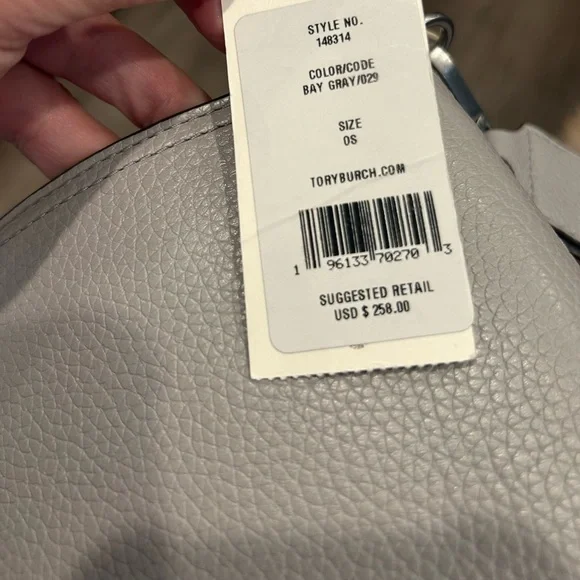 STYLE NO.
148314
COLOR/CODE
BAY GRAY/029
SIZE
OS
TORYBURCH.COM
1 96133 70270 3
SUGGESTED RETAIL
USD $ 258.00